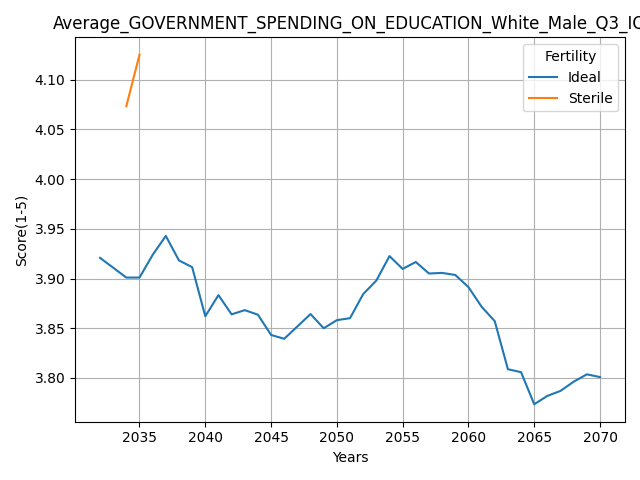 Average_GOVERNMENT_SPENDING_ON_EDUCATION_White_Male_Q3_IC
Fertility
Ideal
Sterile
4.10
4.05
4.00
3.95
3.90
3.85
3.80
Score(1-5)
2035 2040 2045 2050 2055 2060 2065 2070
Years